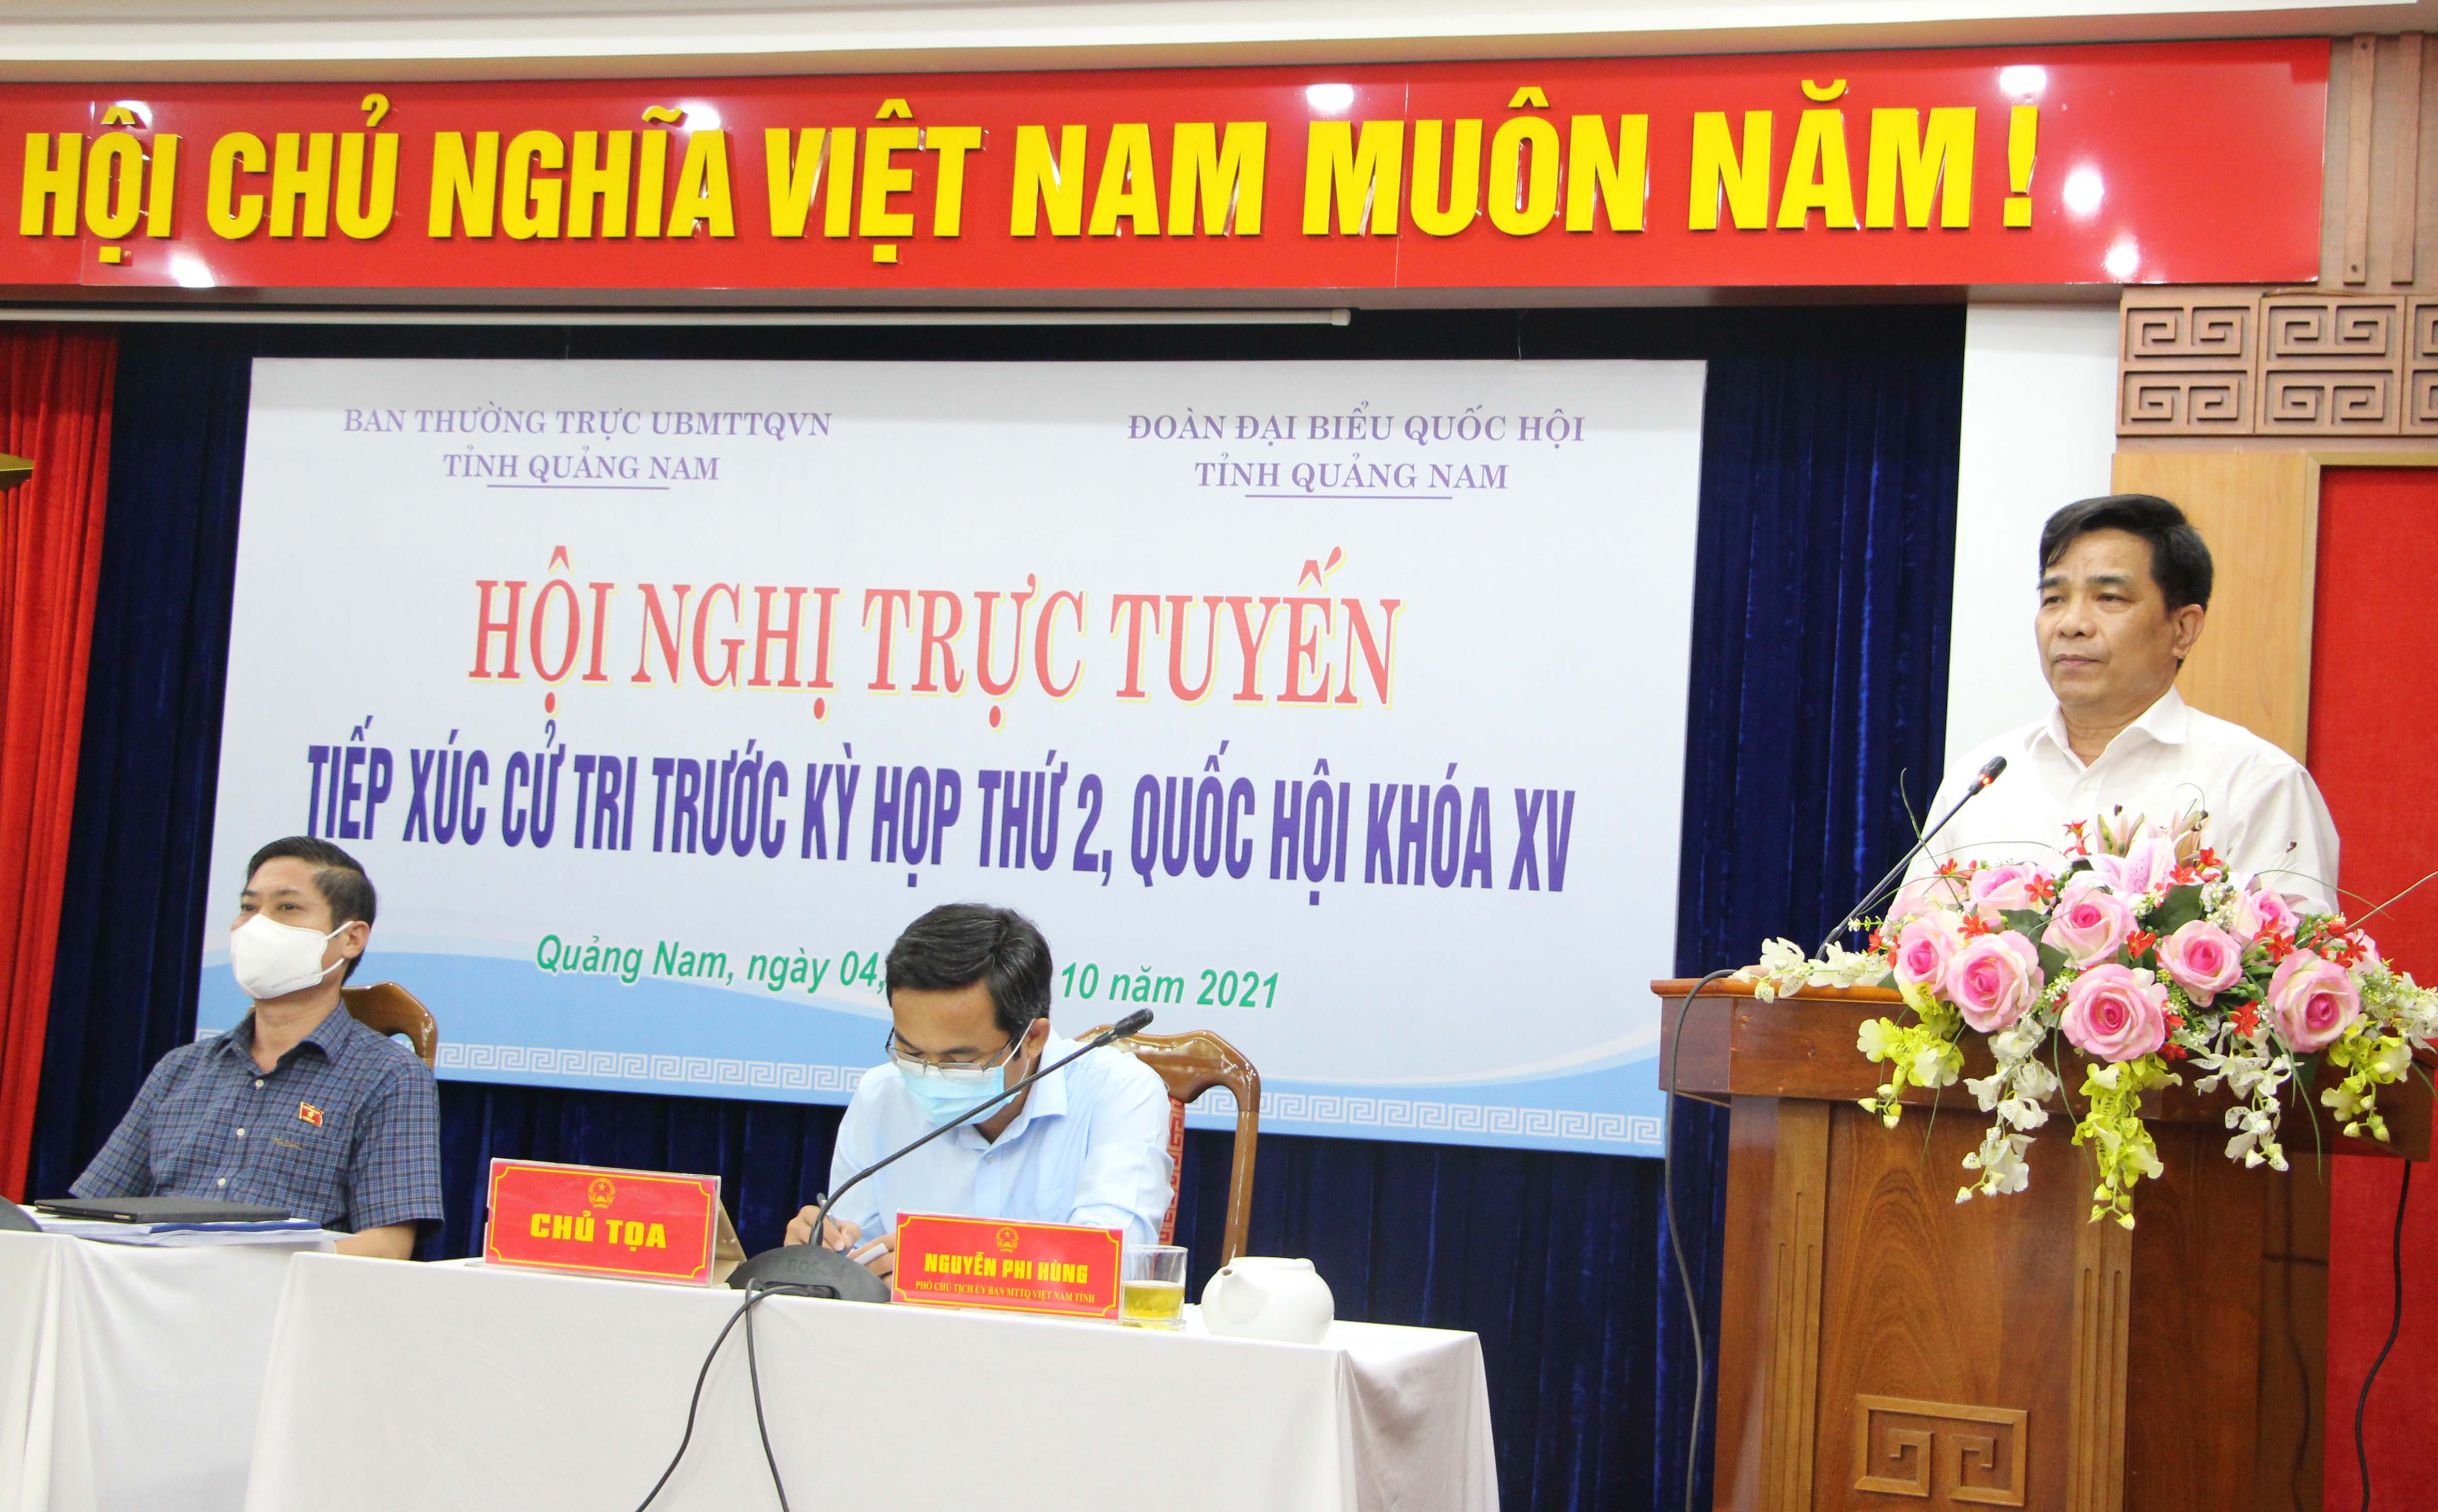 HỘI CHỦ NGHĨA VIỆT NAM MUÔN NĂM!
BAN THƯỜNG TRỰC UBMTTQVN
TỈNH QUẢNG NAM
ĐOÀN ĐẠI BIỂU QUỐC HỘI
TỈNH QUẢNG NAM
HỘI NGHỊ TRỰC TUYẾN
TIẾP XÚC CỬ TRI TRƯỚC KỲ HỌP THỨ 2, QUỐC HỘI KHÓA XV
Quảng Nam, ngày 04, 10 năm 2021
CHỦ TỌA
NGUYỄN PHI HÙNG
PHÓ CHỦ TỊCH ỦY BAN MTTQ VIỆT NAM TỈNH